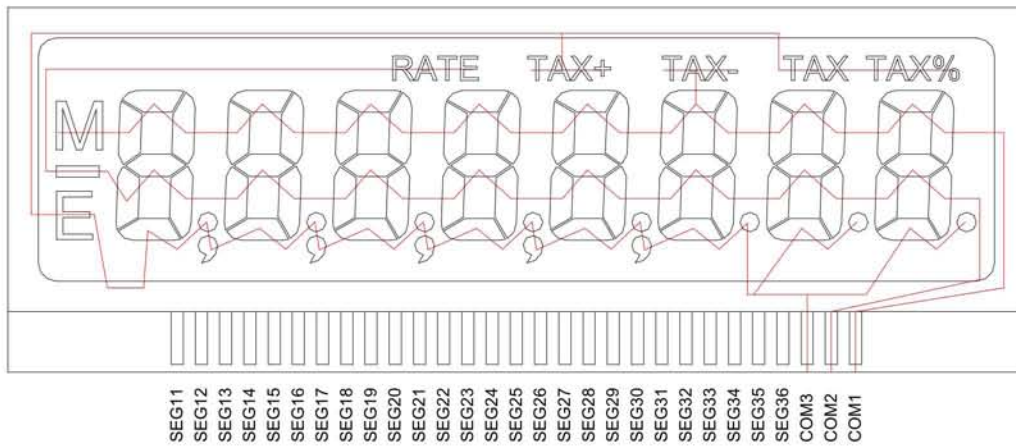 RATE TAX+ TAX- TAX TAX%
M
E
SEG11 SEG12 SEG13 SEG14 SEG15 SEG16 SEG17 SEG18 SEG19 SEG20 SEG21 SEG22 SEG23 SEG24 SEG25 SEG26 SEG27 SEG28 SEG29 SEG30 SEG31 SEG32 SEG33 SEG34 SEG35 SEG36 COM3 COM2 COM1